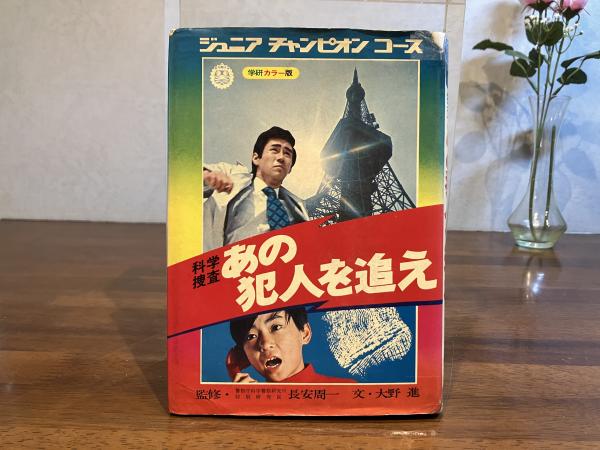 ジュニア チャンピオン コース
学研カラー版
科学捜査
あの犯人を追え
監修・長安周一 文・大野 進